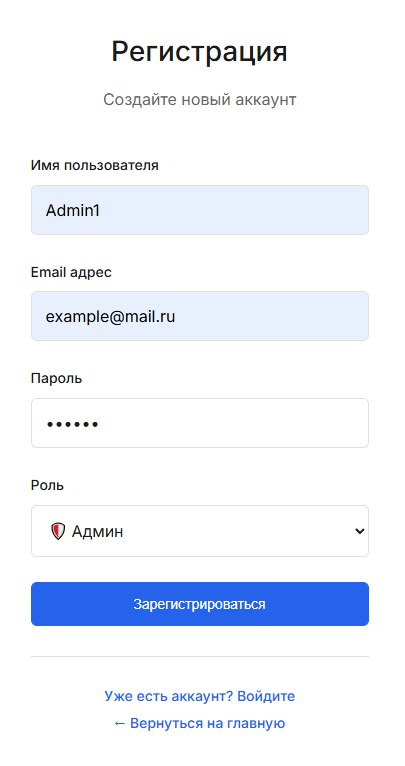 Регистрация
Создайте новый аккаунт
Имя пользователя
Admin1
Email адрес
example@mail.ru
Пароль
••••••
Роль
🛡 Админ
Зарегистрироваться
Уже есть аккаунт? Войдите
← Вернуться на главную